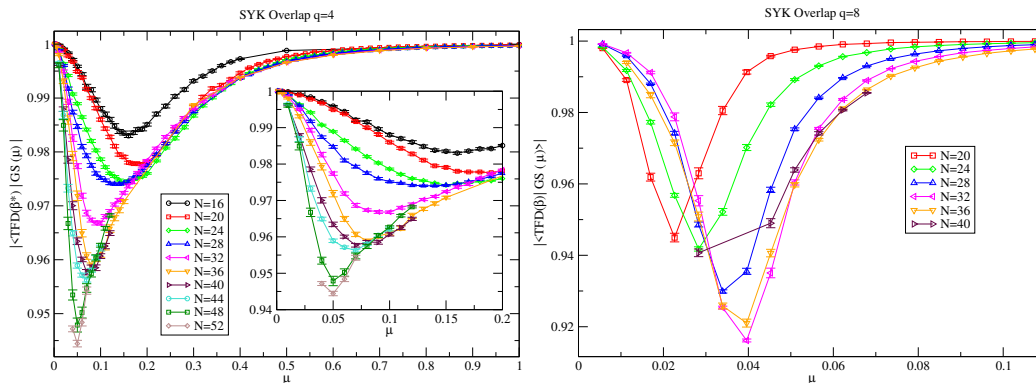 SYK Overlap q=4
|<TFD(β*) | GS (μ)>|
1
0.99
0.98
0.97
0.96
0.95
0
0.1
0.2
0.3
0.4
0.5
0.6
0.7
0.8
0.9
1
μ
N=16
N=20
N=24
N=28
N=32
N=36
N=40
N=44
N=48
N=52
1
0.99
0.98
0.97
0.96
0.95
0.94
0
0.05
0.1
0.15
0.2
μ
SYK Overlap q=8
|<TFD(β) | GS (μ)>|
1
0.98
0.96
0.94
0.92
0
0.02
0.04
0.06
0.08
0.1
μ
N=20
N=24
N=28
N=32
N=36
N=40